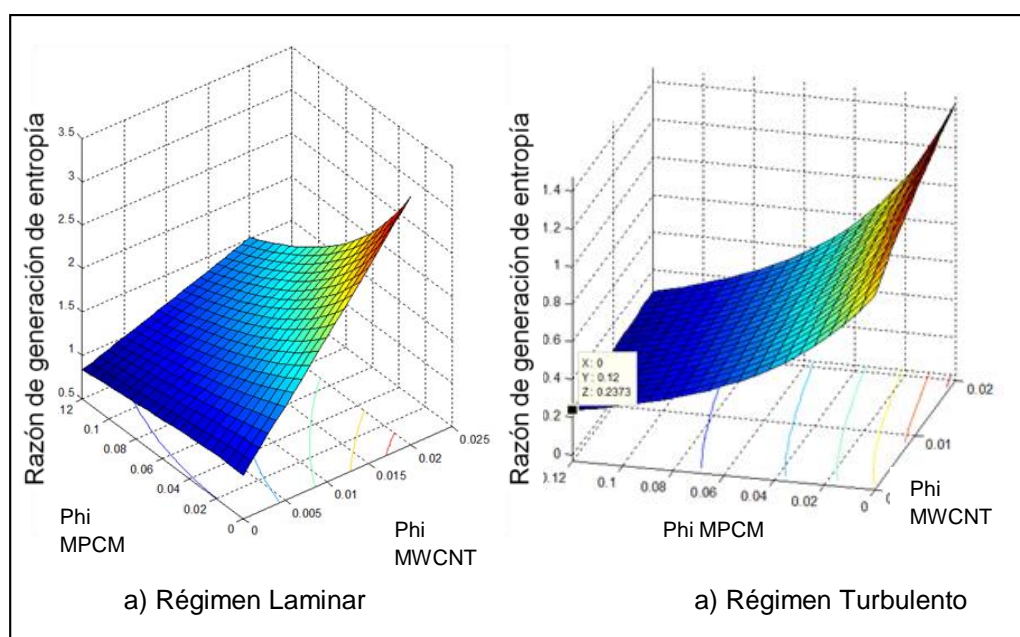 Razón de generación de entropía
3.5
3
2.5
2
1.5
1
0.5
12
0.1
0.08
0.06
0.04
0.02
0
0
0.005
0.01
0.015
0.02
0.025
Phi
MPCM
Phi
MWCNT
a) Régimen Laminar
Razón de generación de entropía
1.4
1.2
1
0.8
0.6
0.4
0.2
0
X: 0
Y: 0.12
Z: 0.2373
0.12
0.1
0.08
0.06
0.04
0.02
0
0.01
0.02
Phi MPCM
Phi
MWCNT
a) Régimen Turbulento